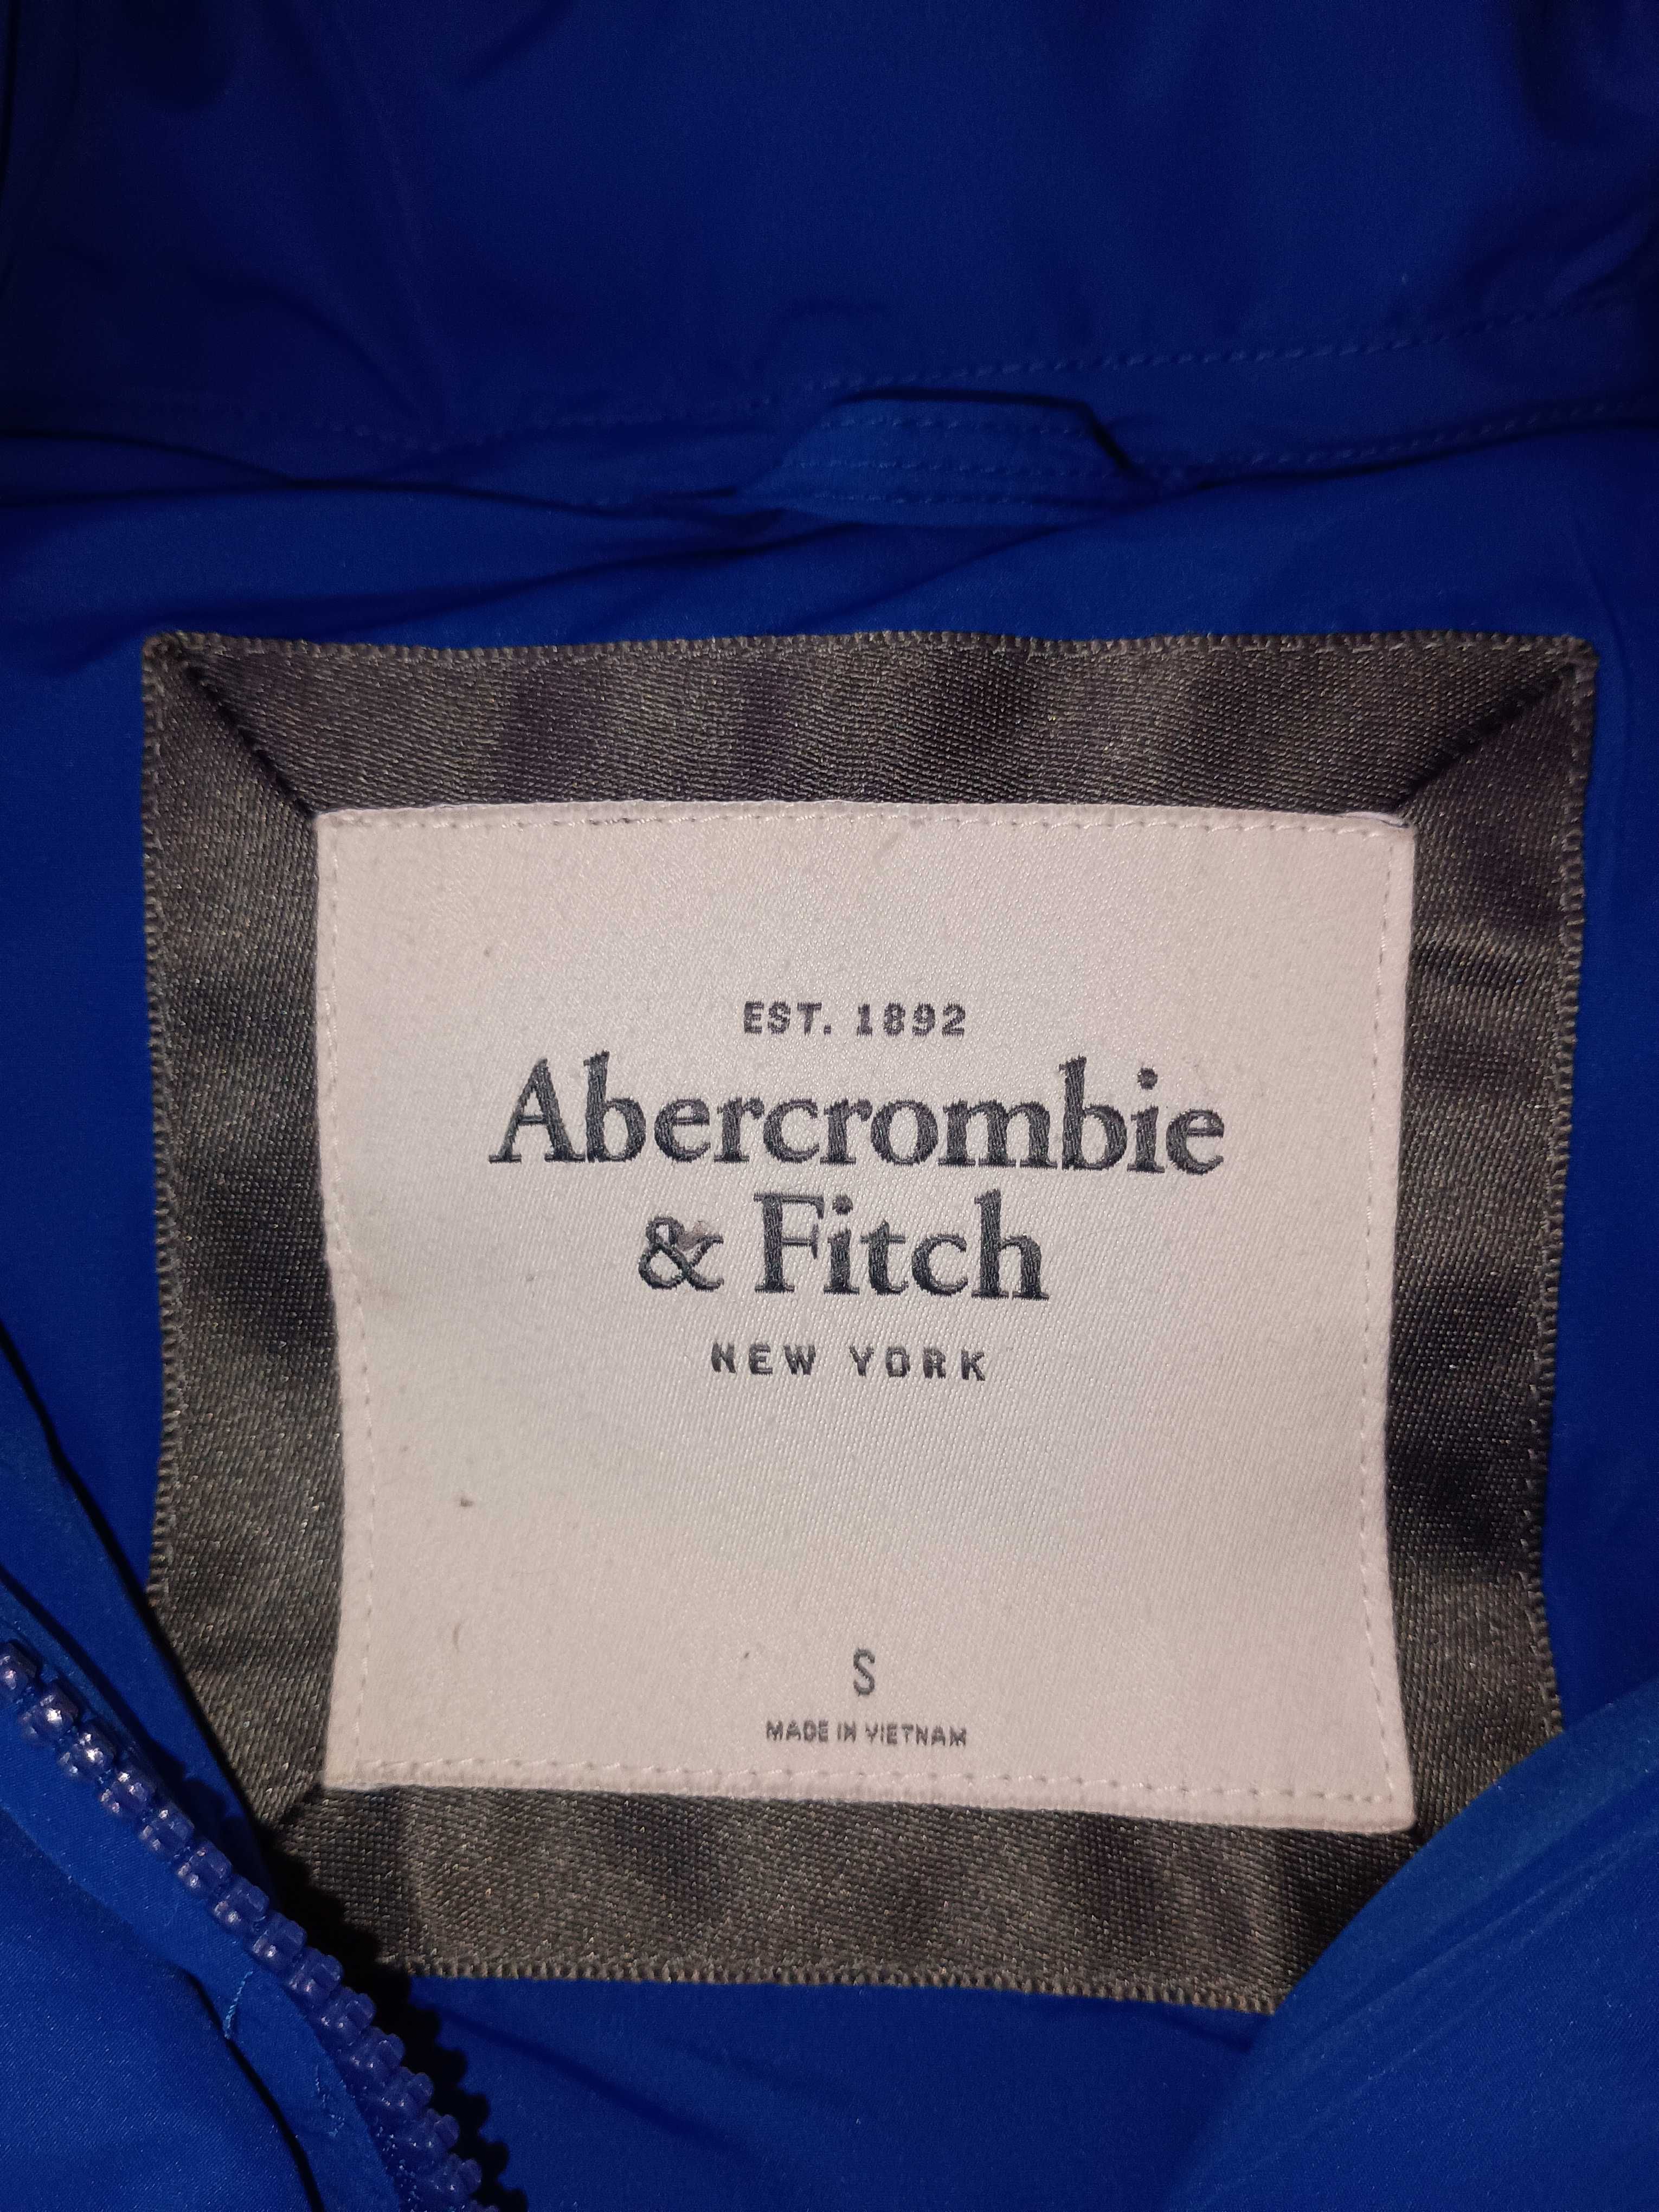 EST. 1892
Abercrombie
& Fitch
NEW YORK
S
MADE IN VIETNAM